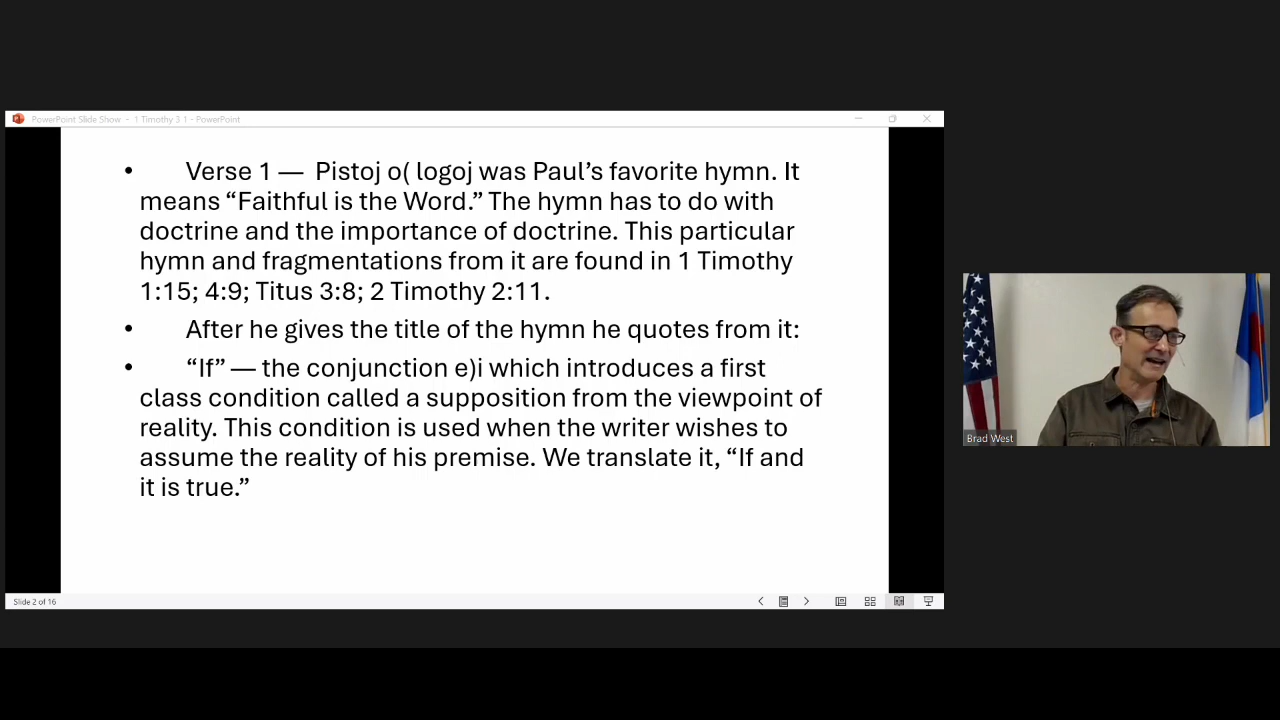 PowerPoint Slide Show - 1 Timothy 3 1 - PowerPoint
• Verse 1 — Pistoj o( logoj was Paul’s favorite hymn. It
means “Faithful is the Word.” The hymn has to do with
doctrine and the importance of doctrine. This particular
hymn and fragmentations from it are found in 1 Timothy
1:15; 4:9; Titus 3:8; 2 Timothy 2:11.
• After he gives the title of the hymn he quotes from it:
• “If” — the conjunction e)i which introduces a first
class condition called a supposition from the viewpoint of
reality. This condition is used when the writer wishes to
assume the reality of his premise. We translate it, “If and
it is true.”
Slide 2 of 16
Brad West